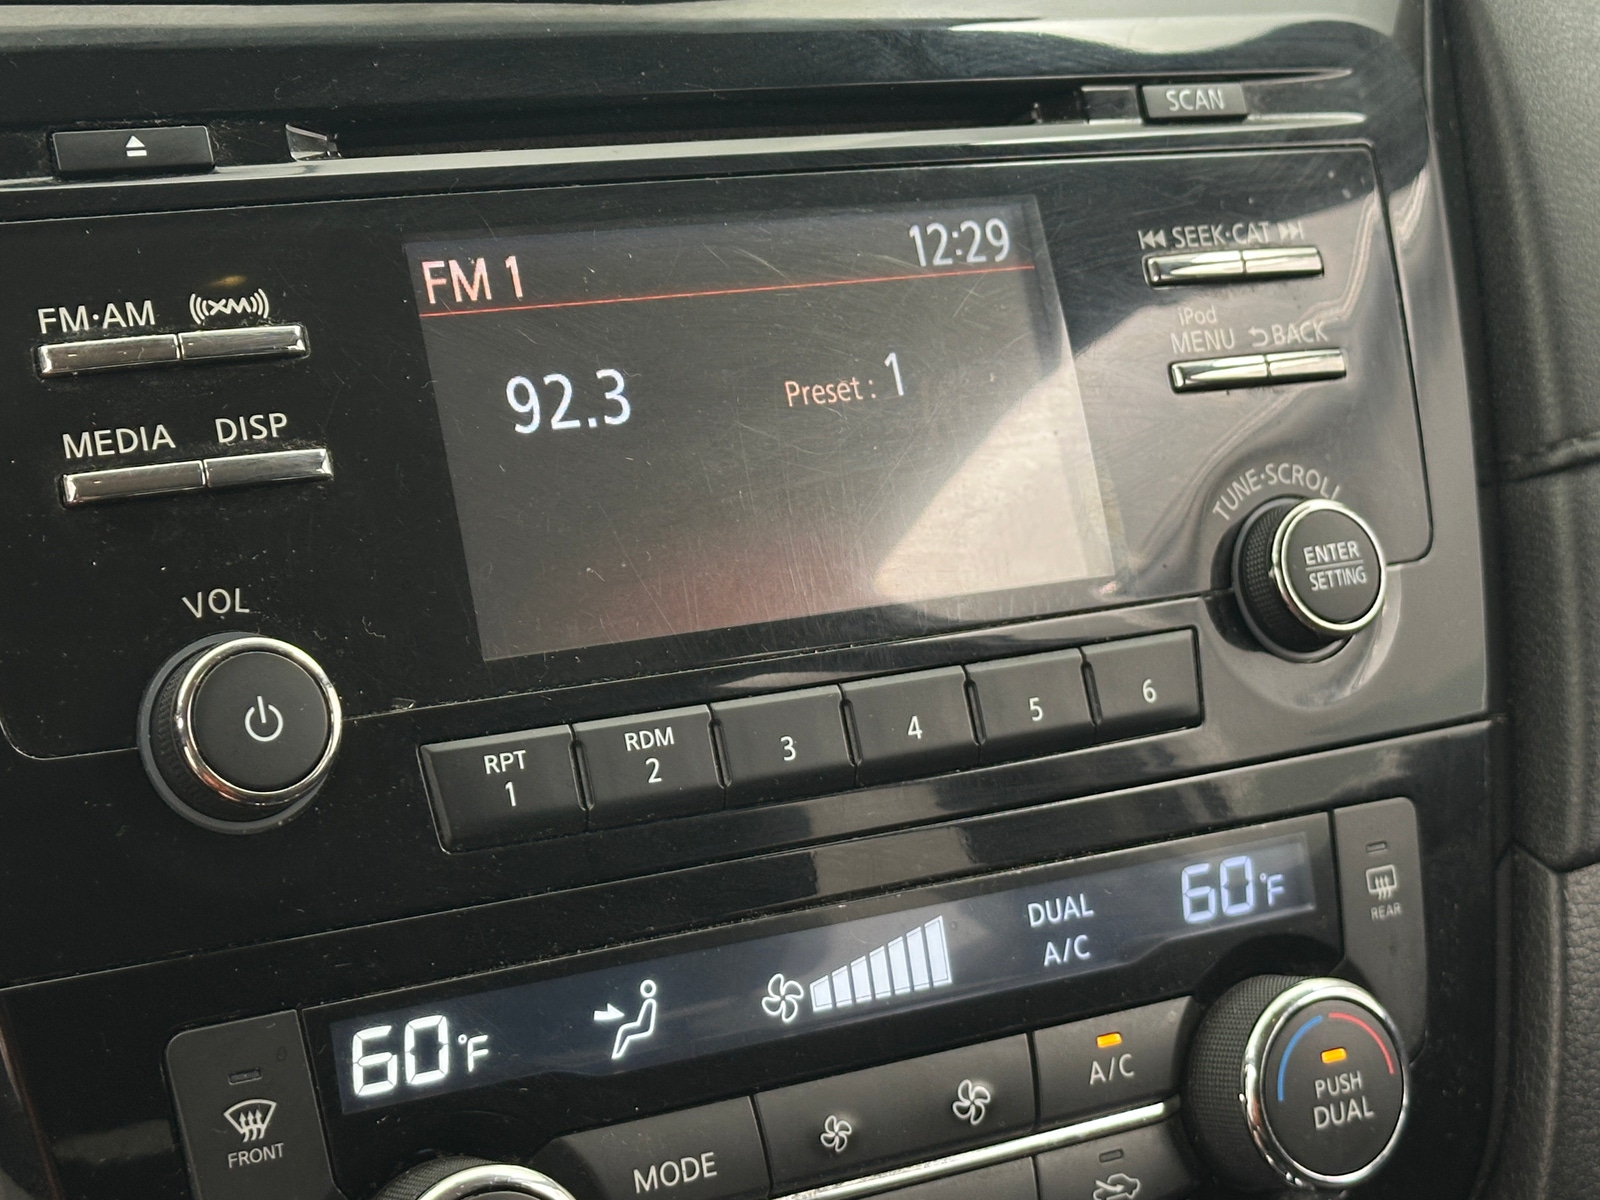 SCAN
FM 1
12:29
SEEK·CAT
FM·AM
XM
iPod
MENU
BACK
92.3
Preset : 1
MEDIA
DISP
TUNE·SCROLL
ENTER
SETTING
VOL
RPT
1
RDM
2
3
4
5
6
60°F
DUAL
A/C
60°F
REAR
FRONT
MODE
A/C
PUSH
DUAL